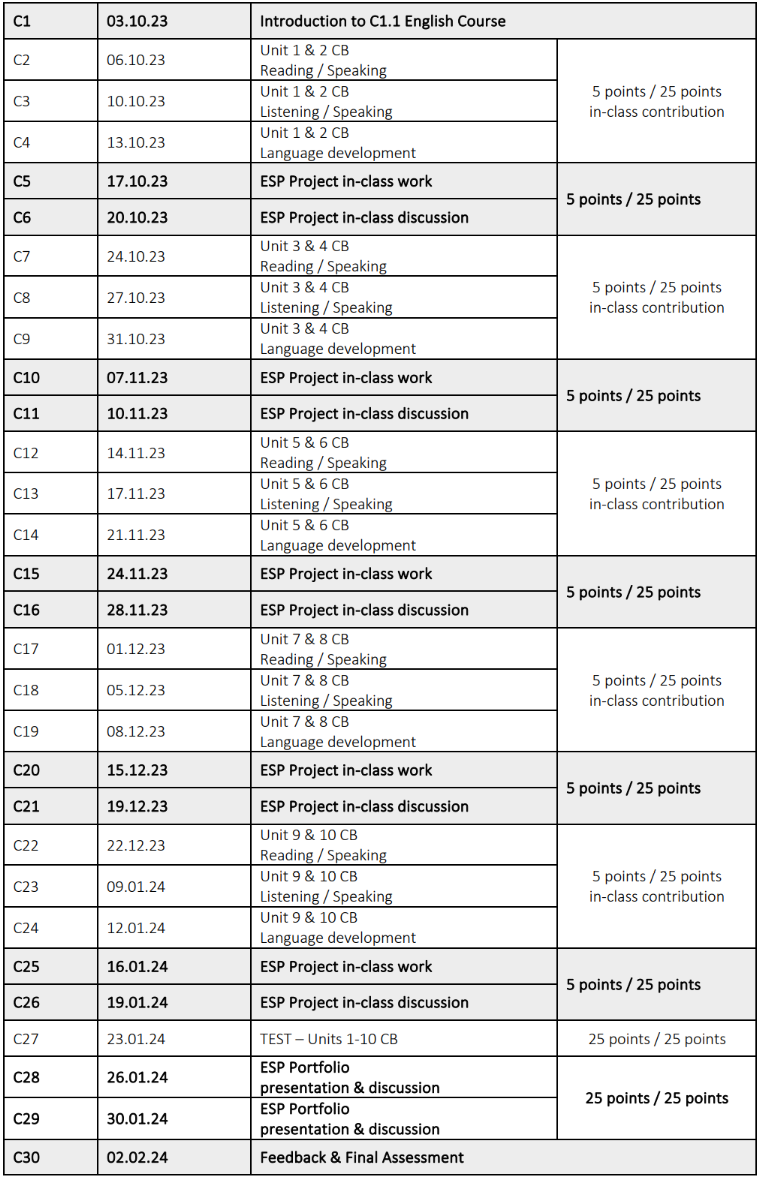 C1 03.10.23 Introduction to C1.1 English Course
C2 06.10.23 Unit 1 & 2 CB
Reading / Speaking
5 points / 25 points
in-class contribution
C3 10.10.23 Unit 1 & 2 CB
Listening / Speaking
C4 13.10.23 Unit 1 & 2 CB
Language development
C5 17.10.23 ESP Project in-class work
5 points / 25 points
C6 20.10.23 ESP Project in-class discussion
C7 24.10.23 Unit 3 & 4 CB
Reading / Speaking
5 points / 25 points
in-class contribution
C8 27.10.23 Unit 3 & 4 CB
Listening / Speaking
C9 31.10.23 Unit 3 & 4 CB
Language development
C10 07.11.23 ESP Project in-class work
5 points / 25 points
C11 10.11.23 ESP Project in-class discussion
C12 14.11.23 Unit 5 & 6 CB
Reading / Speaking
5 points / 25 points
in-class contribution
C13 17.11.23 Unit 5 & 6 CB
Listening / Speaking
C14 21.11.23 Unit 5 & 6 CB
Language development
C15 24.11.23 ESP Project in-class work
5 points / 25 points
C16 28.11.23 ESP Project in-class discussion
C17 01.12.23 Unit 7 & 8 CB
Reading / Speaking
5 points / 25 points
in-class contribution
C18 05.12.23 Unit 7 & 8 CB
Listening / Speaking
C19 08.12.23 Unit 7 & 8 CB
Language development
C20 15.12.23 ESP Project in-class work
5 points / 25 points
C21 19.12.23 ESP Project in-class discussion
C22 22.12.23 Unit 9 & 10 CB
Reading / Speaking
5 points / 25 points
in-class contribution
C23 09.01.24 Unit 9 & 10 CB
Listening / Speaking
C24 12.01.24 Unit 9 & 10 CB
Language development
C25 16.01.24 ESP Project in-class work
5 points / 25 points
C26 19.01.24 ESP Project in-class discussion
C27 23.01.24 TEST – Units 1-10 CB 25 points / 25 points
C28 26.01.24 ESP Portfolio
presentation & discussion
25 points / 25 points
C29 30.01.24 ESP Portfolio
presentation & discussion
C30 02.02.24 Feedback & Final Assessment